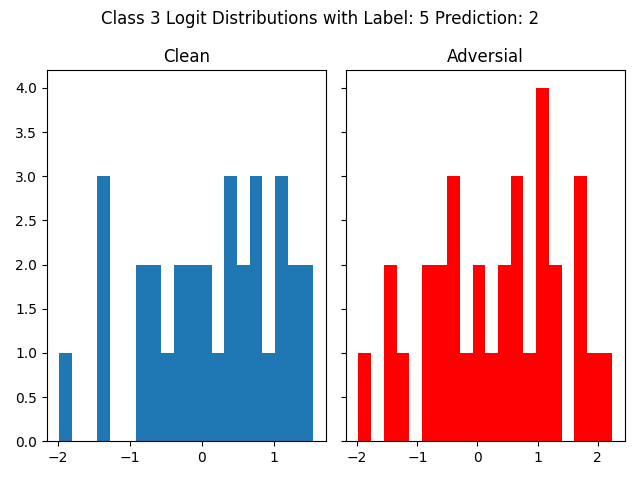 Class 3 Logit Distributions with Label: 5 Prediction: 2
Clean
Adversial
4.0
3.5
3.0
2.5
2.0
1.5
1.0
0.5
0.0
−2 −1 0 1
−2 −1 0 1 2